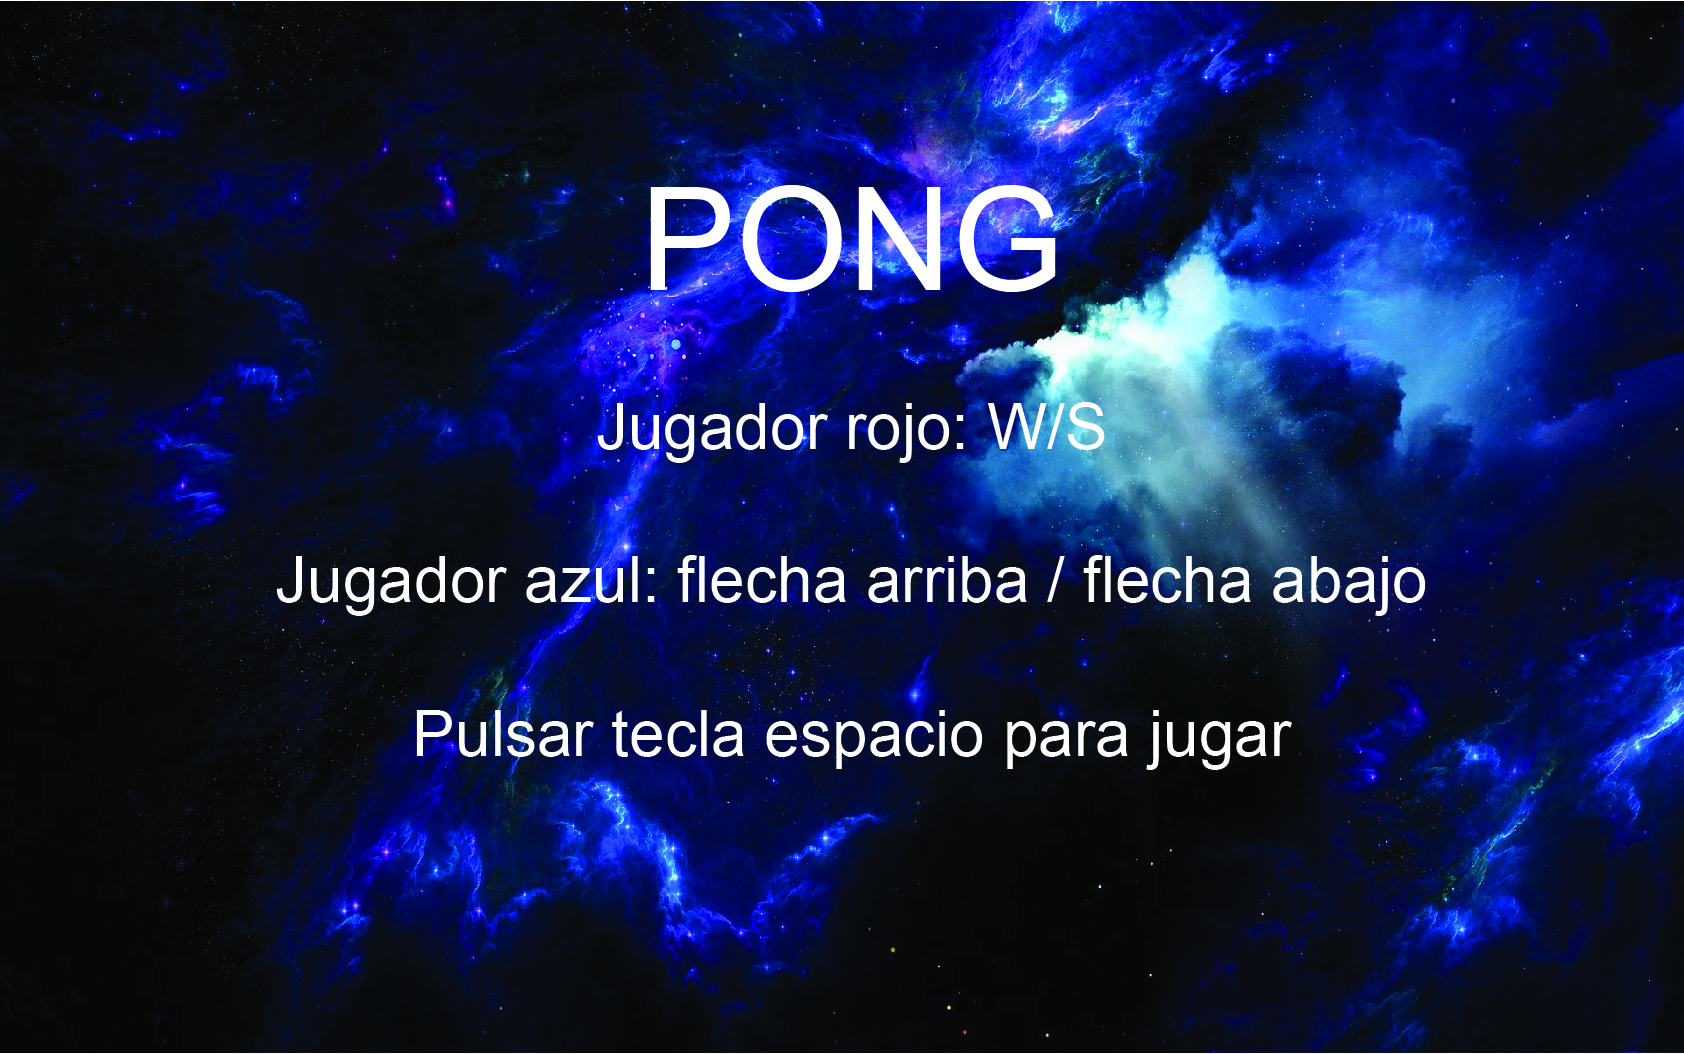 PONG
Jugador rojo: W/S
Jugador azul: flecha arriba / flecha abajo
Pulsar tecla espacio para jugar